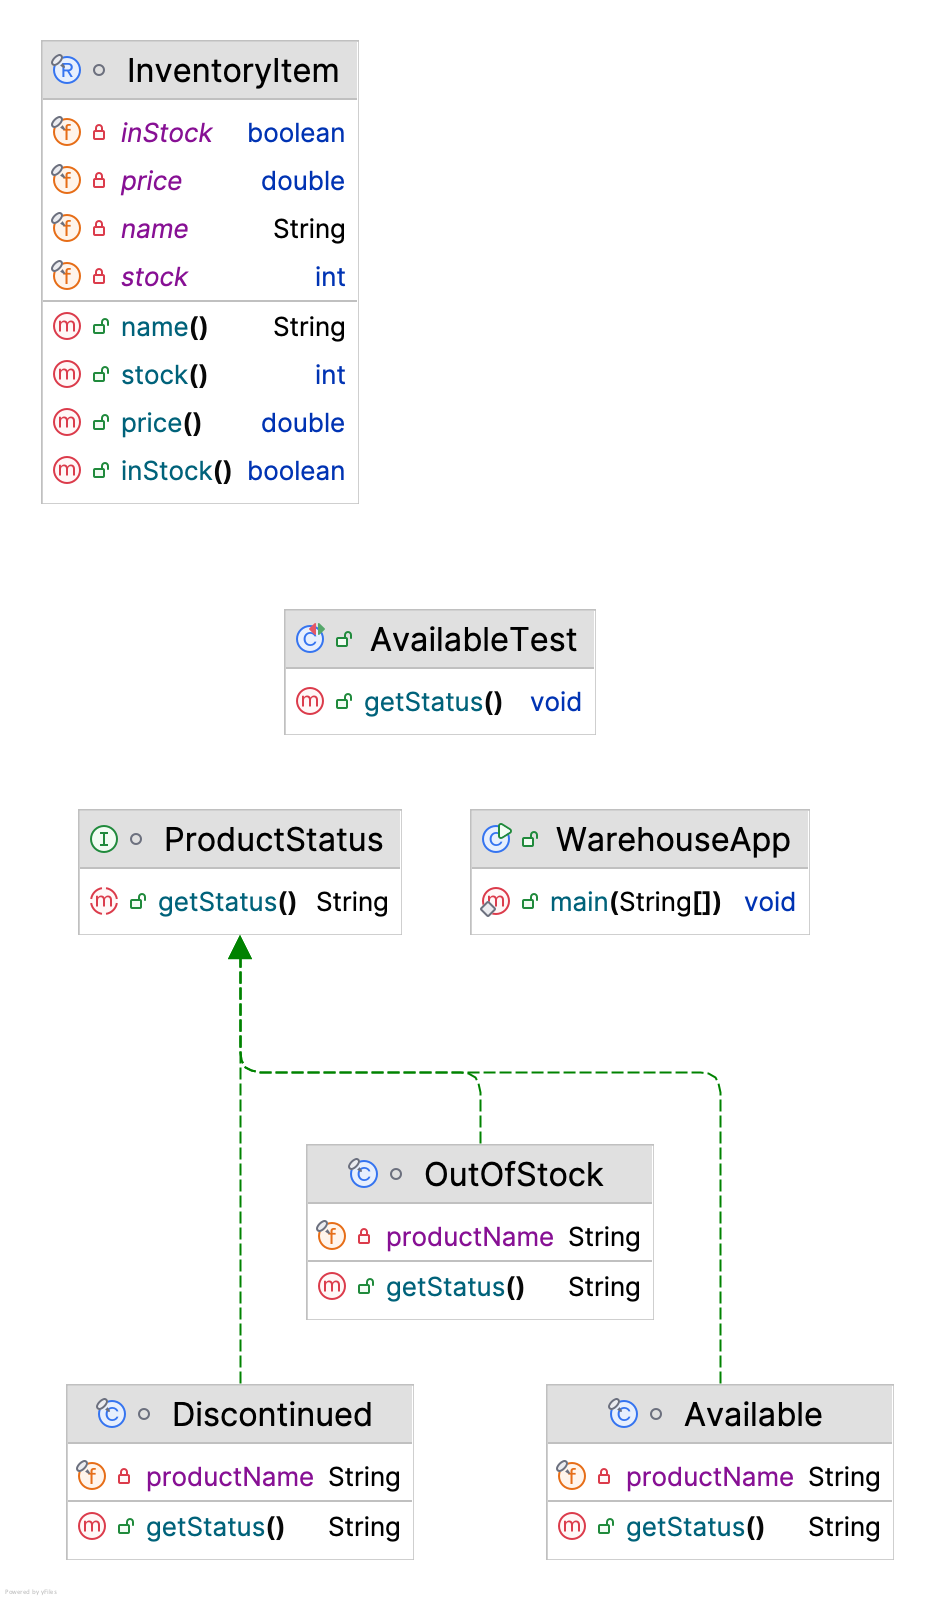 InventoryItem
inStock boolean
price double
name String
stock int
name() String
stock() int
price() double
inStock() boolean
AvailableTest
getStatus() void
ProductStatus
getStatus() String
WarehouseApp
main(String[]) void
OutOfStock
productName String
getStatus() String
Discontinued
productName String
getStatus() String
Available
productName String
getStatus() String
Powered by yFiles